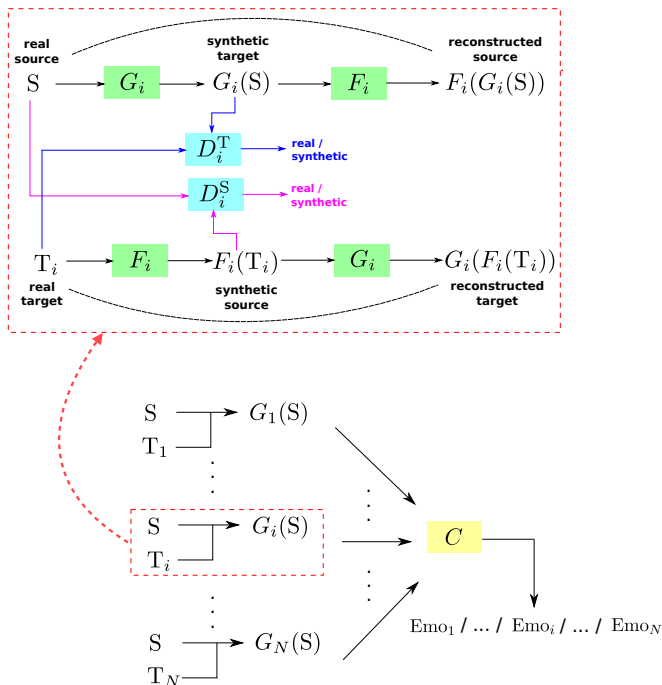 real source
synthetic target
reconstructed source
S G_i G_i(S) F_i F_i(G_i(S))
D_i^T real / synthetic
D_i^S real / synthetic
T_i F_i F_i(T_i) G_i G_i(F_i(T_i))
real target
synthetic source
reconstructed target
S G_1(S)
T_1
S G_i(S)
T_i
C
Emo_1 / ... / Emo_i / ... / Emo_N
S G_N(S)
T_N